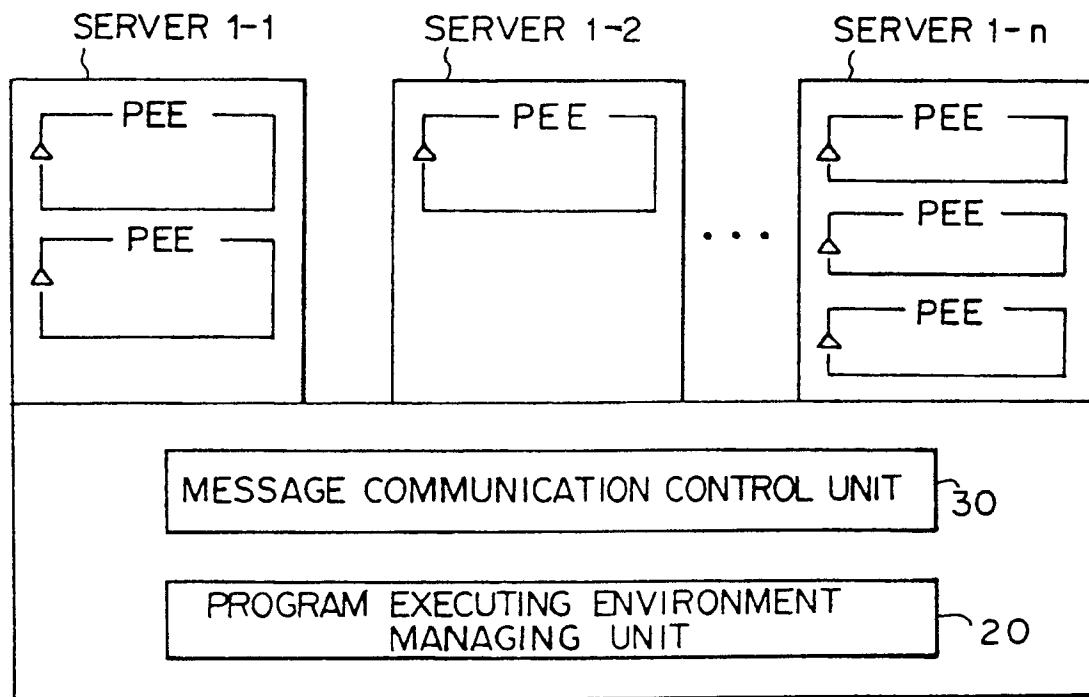 SERVER 1-1
SERVER 1-2
SERVER 1-n
PEE
PEE
PEE
PEE
PEE
PEE
MESSAGE COMMUNICATION CONTROL UNIT
30
PROGRAM EXECUTING ENVIRONMENT
MANAGING UNIT
20